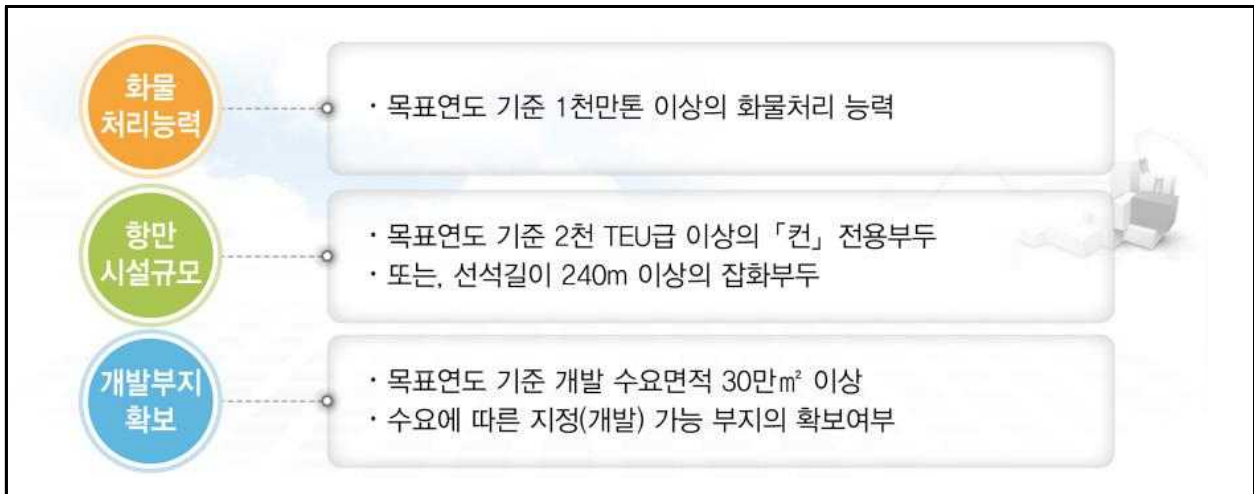 화물
처리능력
· 목표연도 기준 1천만톤 이상의 화물처리 능력
항만
시설규모
· 목표연도 기준 2천 TEU급 이상의 「컨」 전용부두
· 또는, 선석길이 240m 이상의 잡화부두
개발부지
확보
· 목표연도 기준 개발 수요면적 30만㎡ 이상
· 수요에 따른 지정(개발) 가능 부지의 확보여부